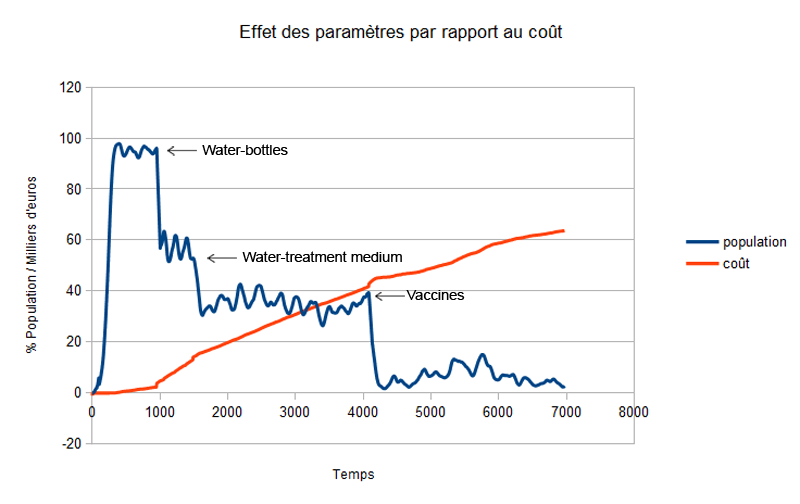 Effet des paramètres par rapport au coût
120
100
80
60
40
20
0
-20
% Population / Milliers d'euros
Water-bottles
Water-treatment medium
Vaccines
population
coût
0 1000 2000 3000 4000 5000 6000 7000 8000
Temps